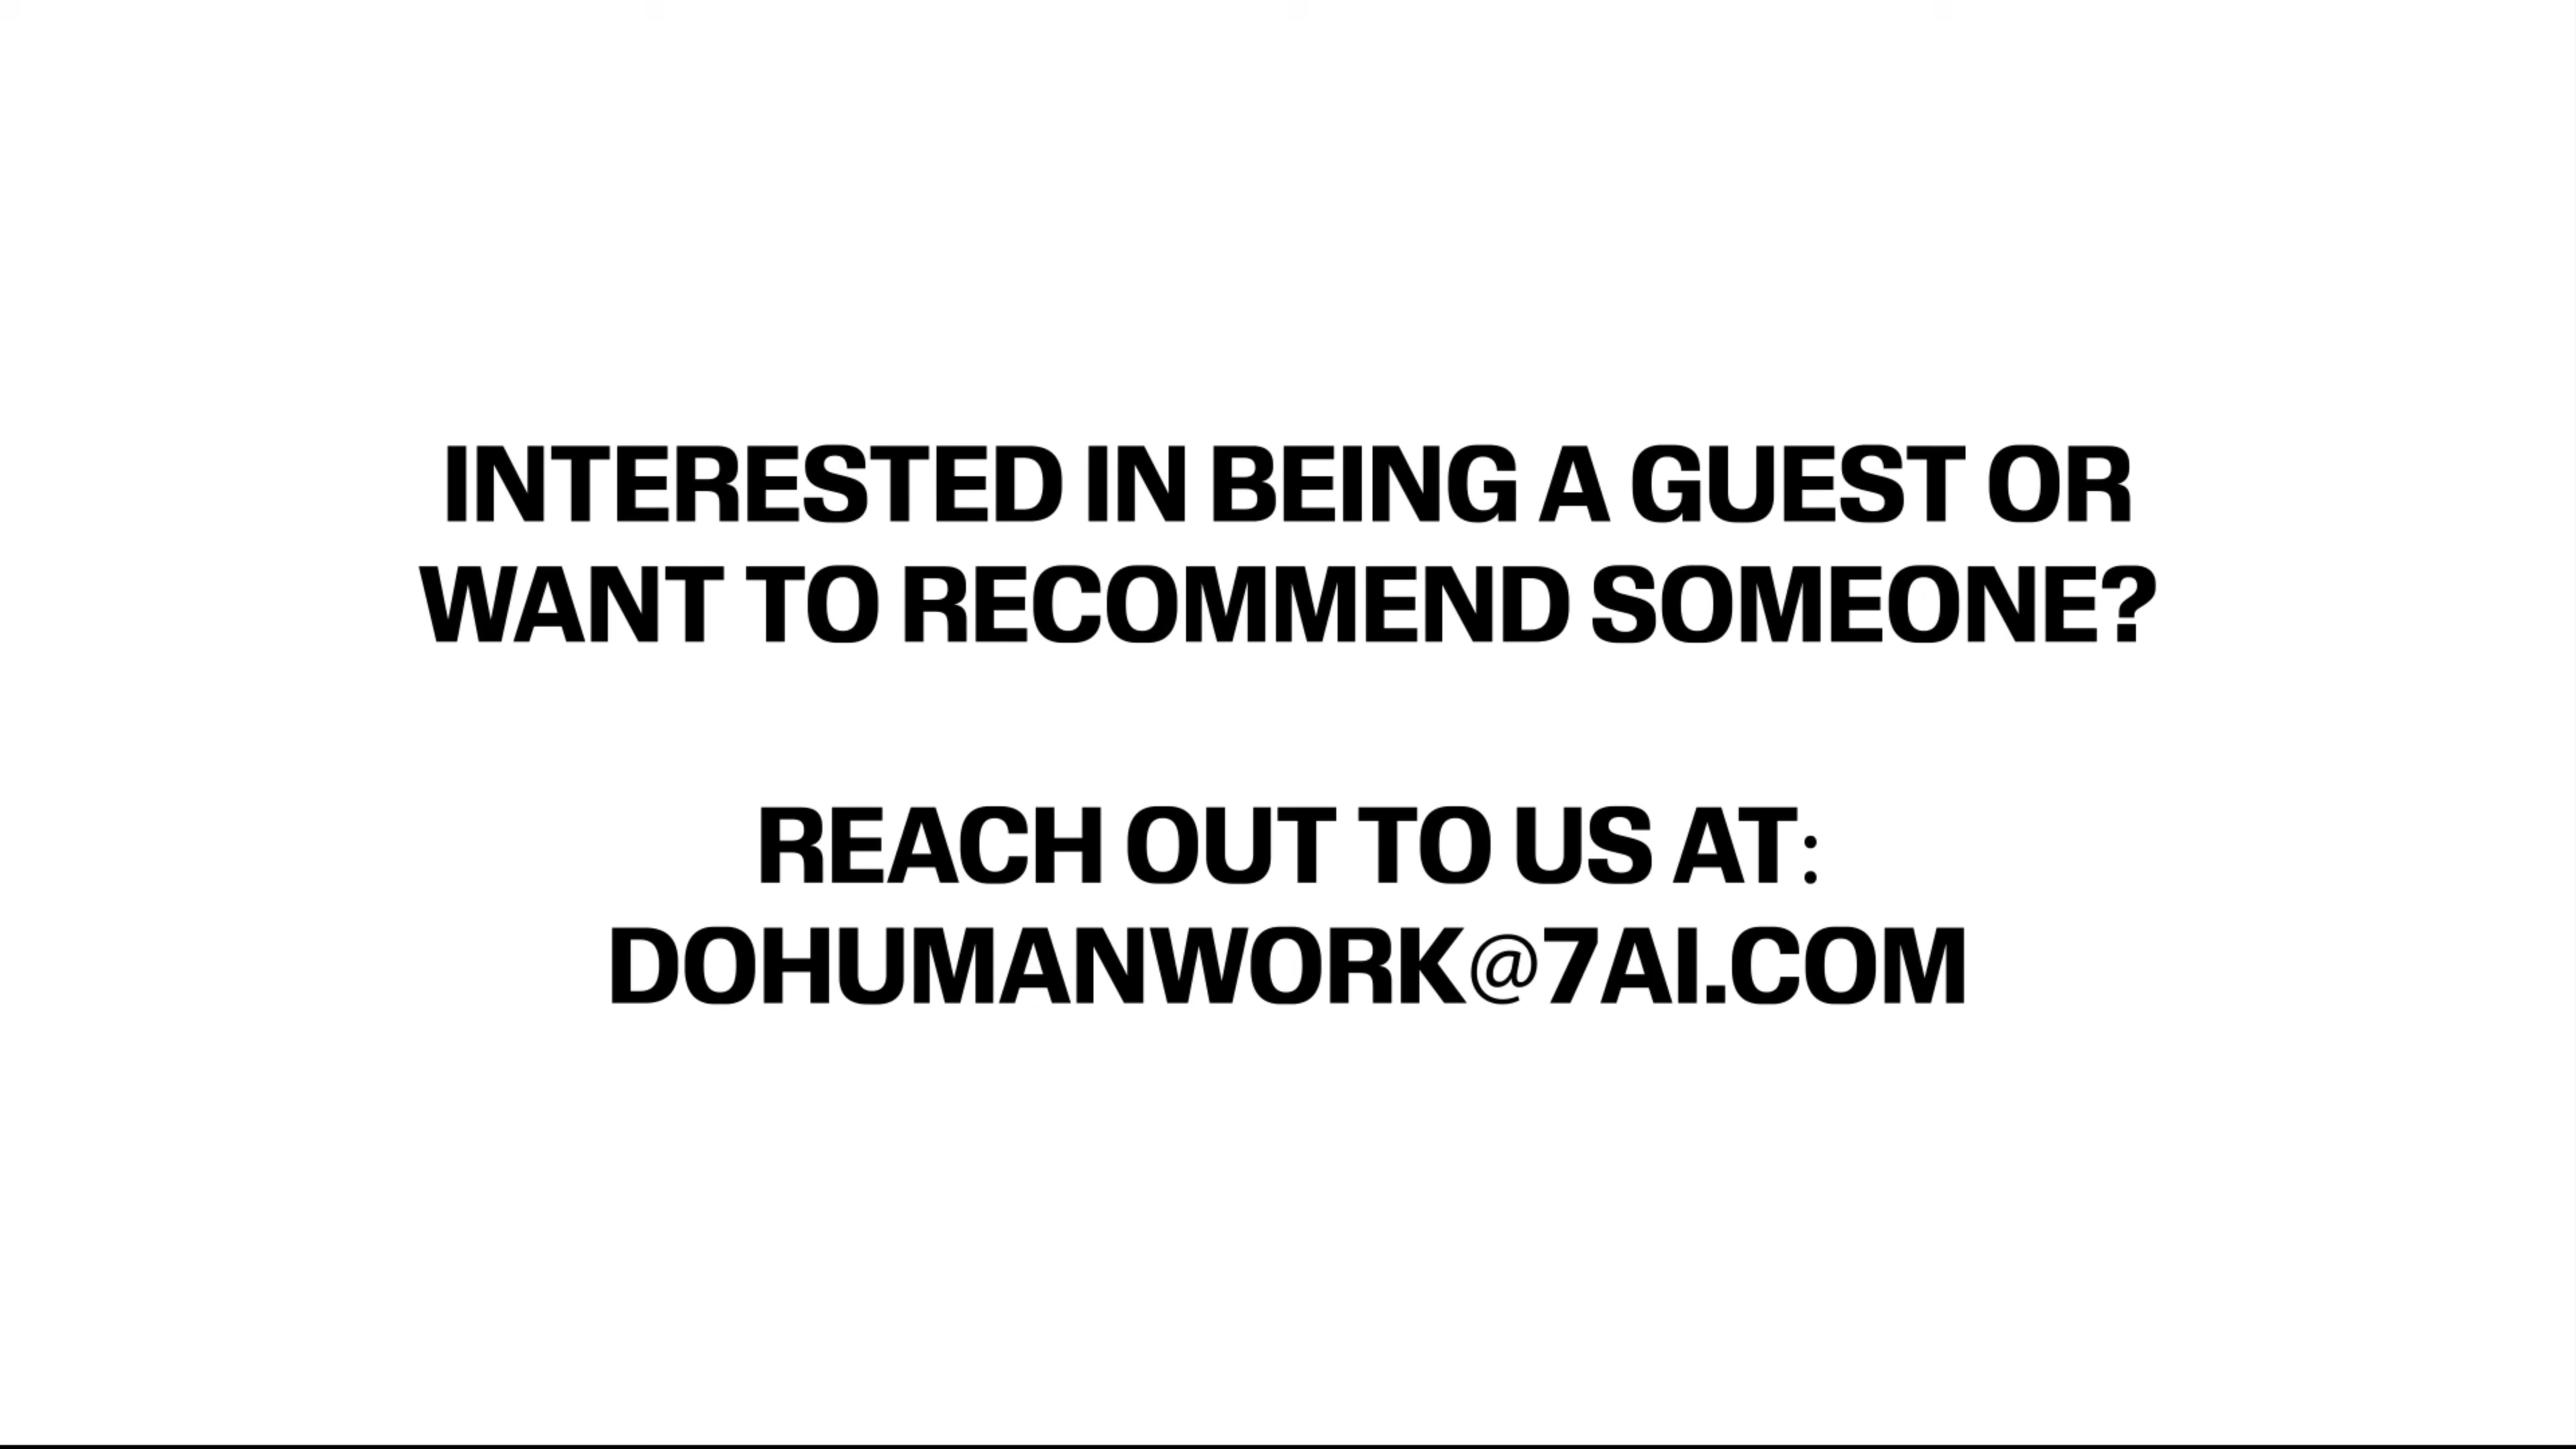 INTERESTED IN BEING A GUEST OR
WANT TO RECOMMEND SOMEONE?
REACH OUT TO US AT:
DOHUMANWORK@7AI.COM